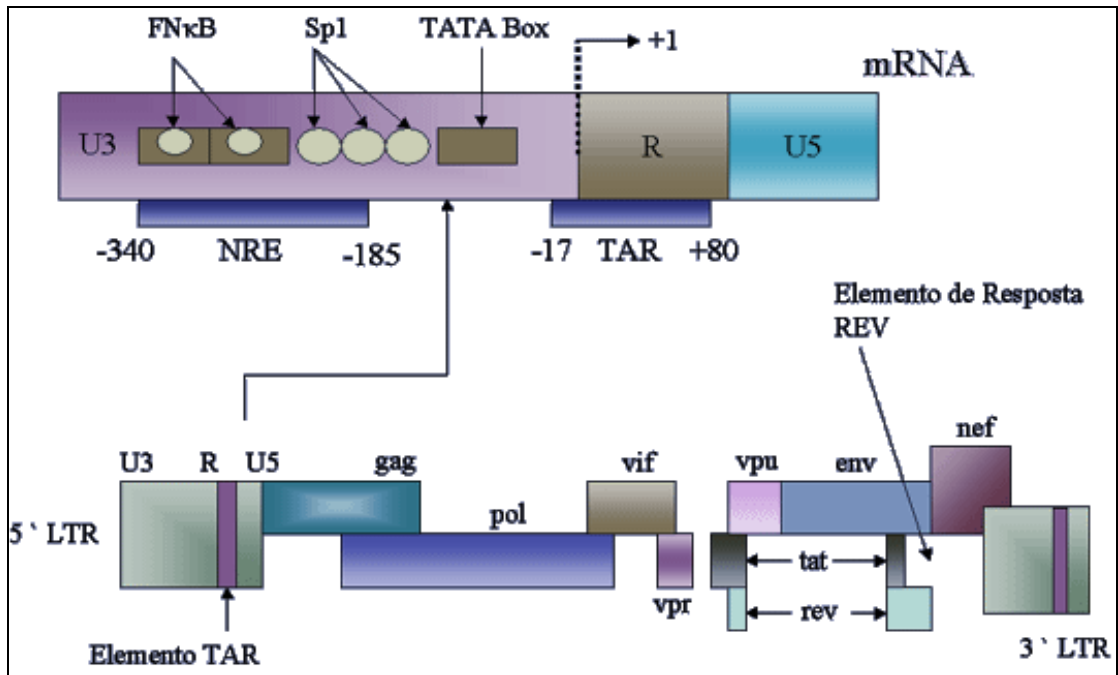 FNκB Sp1 TATA Box +1
mRNA
U3 R U5
-340 NRE -185 -17 TAR +80
Elemento de Resposta
REV
nef
U3 R U5 gag vif vpu env
5 ` LTR pol
tat
vpr rev
Elemento TAR 3 ` LTR